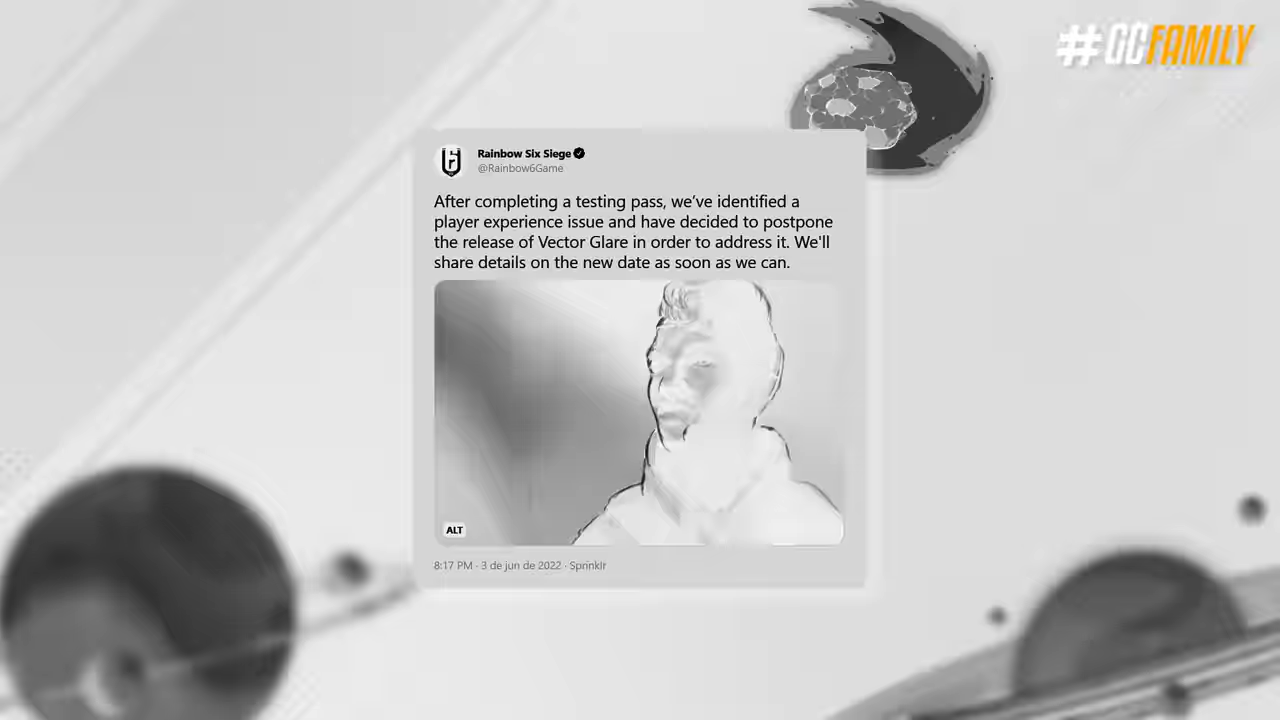 #GCFAMILY
Rainbow Six Siege
@Rainbow6Game
After completing a testing pass, we've identified a
player experience issue and have decided to postpone
the release of Vector Glare in order to address it. We'll
share details on the new date as soon as we can.
ALT
8:17 PM · 3 de jun de 2022 · Sprinklr